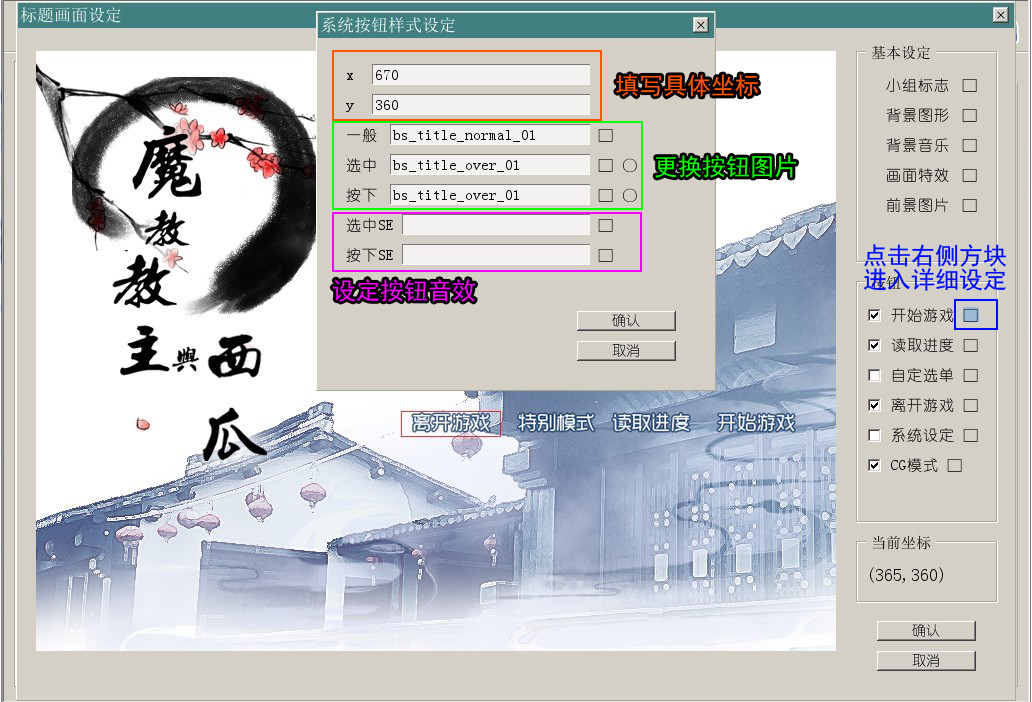 标题画面设定
系统按钮样式设定
x 670
y 360
填写具体坐标
一般 bs_title_normal_01
选中 bs_title_over_01
按下 bs_title_over_01
更换按钮图片
选中SE
按下SE
设定按钮音效
确认
取消
魔
教
教
主與西
瓜
离开游戏 特别模式 读取进度 开始游戏
基本设定
小组标志
背景图形
背景音乐
画面特效
前景图片
点击右侧方块
进入详细设定
按钮
开始游戏
读取进度
自定选单
离开游戏
系统设定
CG模式
当前坐标
(365, 360)
确认
取消